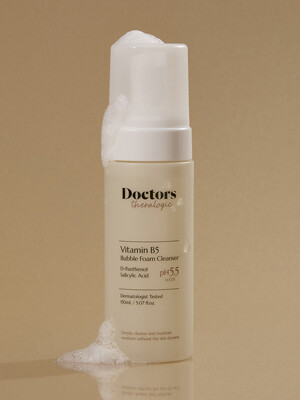 Doctors
theralogic
Vitamin B5
Bubble Foam Cleanser
D-Panthenol
Salicylic Acid
pH5.5
Dermatologist Tested
150mL / 5.07 fl.oz.